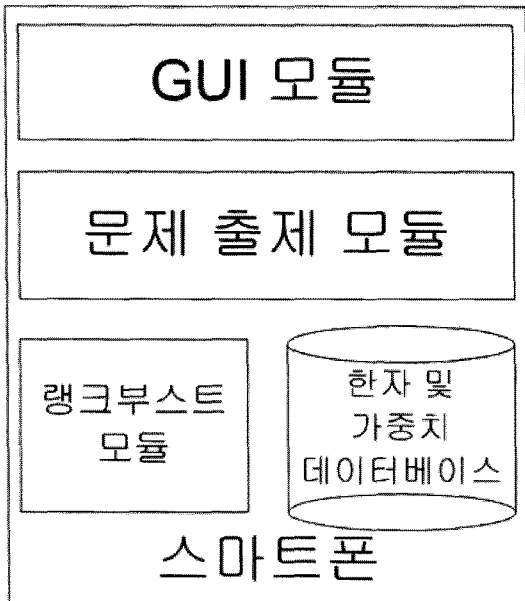 GUI 모듈
문제 출제 모듈
랭크부스트
모듈
한자 및
가중치
데이터베이스
스마트폰